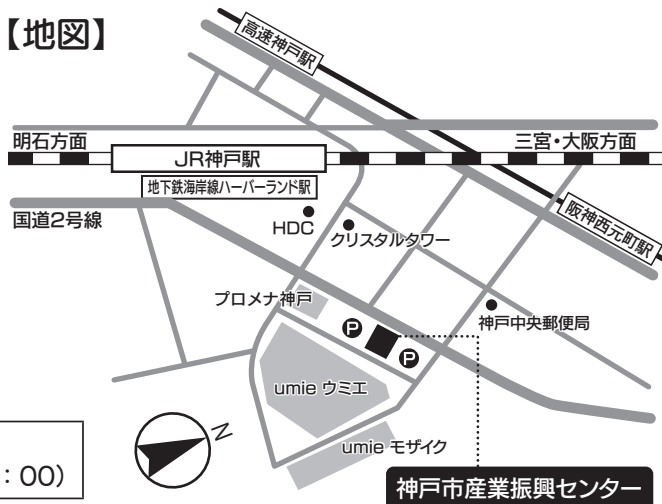 【地図】
高速神戸駅
明石方面
三宮・大阪方面
JR神戸駅
地下鉄海岸線ハーバーランド駅
阪神西元町駅
国道2号線
HDC
クリスタルタワー
プロメナ神戸
神戸中央郵便局
P
P
umie ウミエ
N
umie モザイク
：00）
神戸市産業振興センター